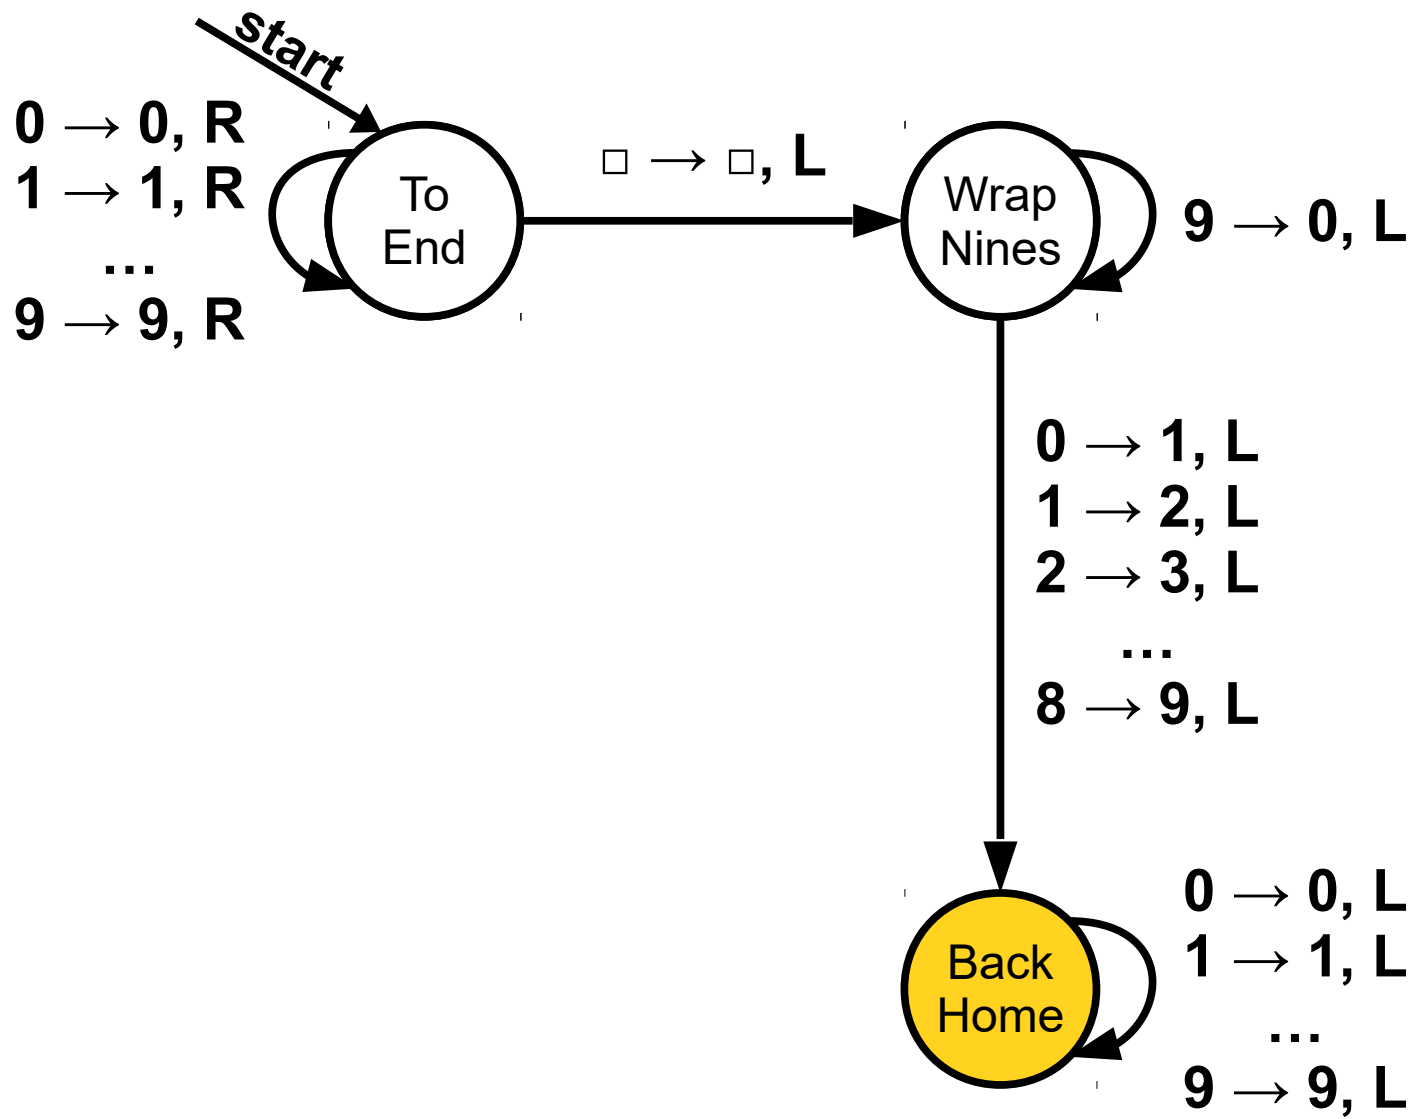 start
0 → 0, R
1 → 1, R
...
9 → 9, R
To
End
□ → □, L
Wrap
Nines
9 → 0, L
0 → 1, L
1 → 2, L
2 → 3, L
...
8 → 9, L
Back
Home
0 → 0, L
1 → 1, L
...
9 → 9, L